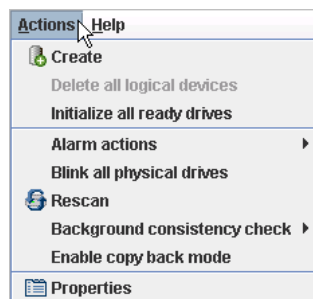 Actions Help
Create
Delete all logical devices
Initialize all ready drives
Alarm actions
Blink all physical drives
Rescan
Background consistency check
Enable copy back mode
Properties